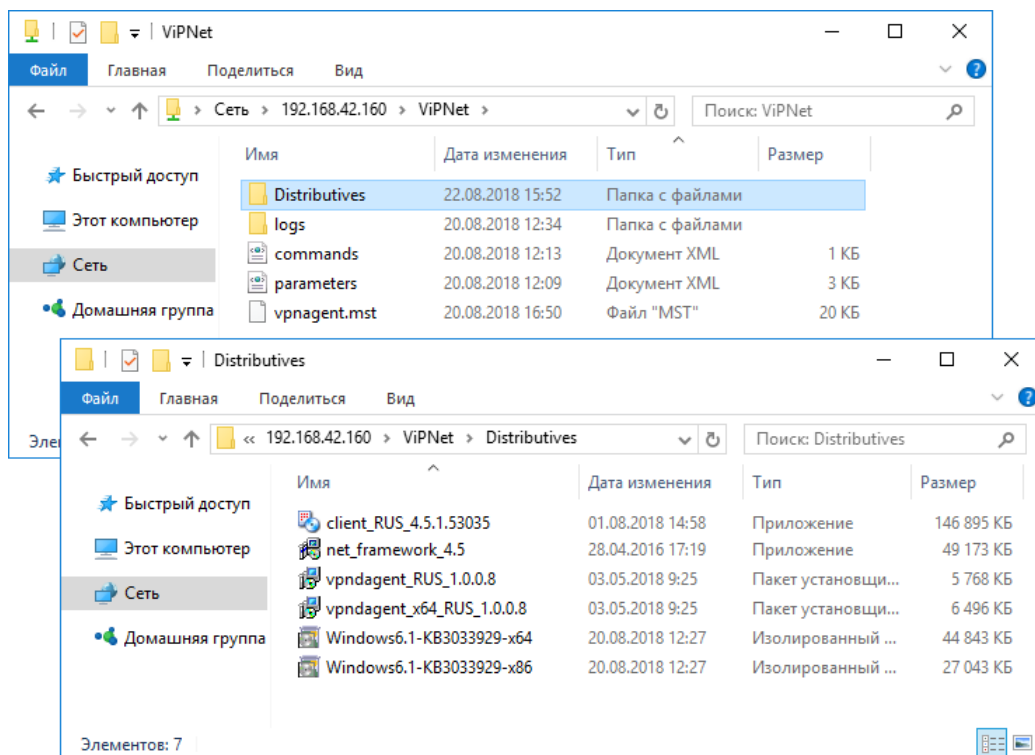 ViPNet
Файл Главная Поделиться Вид
Сеть 192.168.42.160 ViPNet Поиск: ViPNet
Имя Дата изменения Тип Размер
Быстрый доступ
Этот компьютер
Сеть
Домашняя группа
Distributives 22.08.2018 15:52 Папка с файлами
logs 20.08.2018 12:34 Папка с файлами
commands 20.08.2018 12:13 Документ XML 1 КБ
parameters 20.08.2018 12:09 Документ XML 3 КБ
vpnagent.mst 20.08.2018 16:50 Файл "MST" 20 КБ
Distributives
Файл Главная Поделиться Вид
192.168.42.160 ViPNet Distributives Поиск: Distributives
Имя Дата изменения Тип Размер
Быстрый доступ
Этот компьютер
Сеть
Домашняя группа
client_RUS_4.5.1.53035 01.08.2018 14:58 Приложение 146 895 КБ
net_framework_4.5 28.04.2016 17:19 Приложение 49 173 КБ
vpndagent_RUS_1.0.0.8 03.05.2018 9:25 Пакет установщи... 5 768 КБ
vpndagent_x64_RUS_1.0.0.8 03.05.2018 9:25 Пакет установщи... 6 496 КБ
Windows6.1-KB3033929-x64 20.08.2018 12:27 Изолированный ... 44 843 КБ
Windows6.1-KB3033929-x86 20.08.2018 12:27 Изолированный ... 27 043 КБ
Элементов: 7